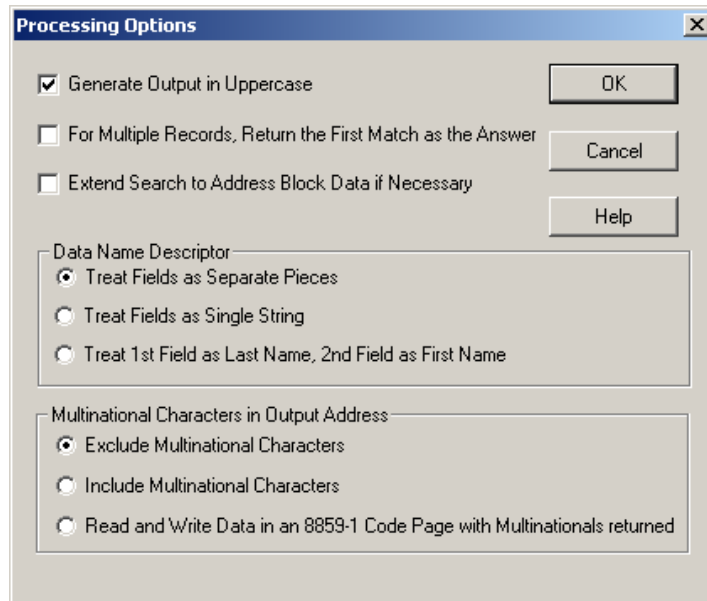 Processing Options
Generate Output in Uppercase
OK
For Multiple Records, Return the First Match as the Answer
Cancel
Extend Search to Address Block Data if Necessary
Help
Data Name Descriptor
Treat Fields as Separate Pieces
Treat Fields as Single String
Treat 1st Field as Last Name, 2nd Field as First Name
Multinational Characters in Output Address
Exclude Multinational Characters
Include Multinational Characters
Read and Write Data in an 8859-1 Code Page with Multinationals returned